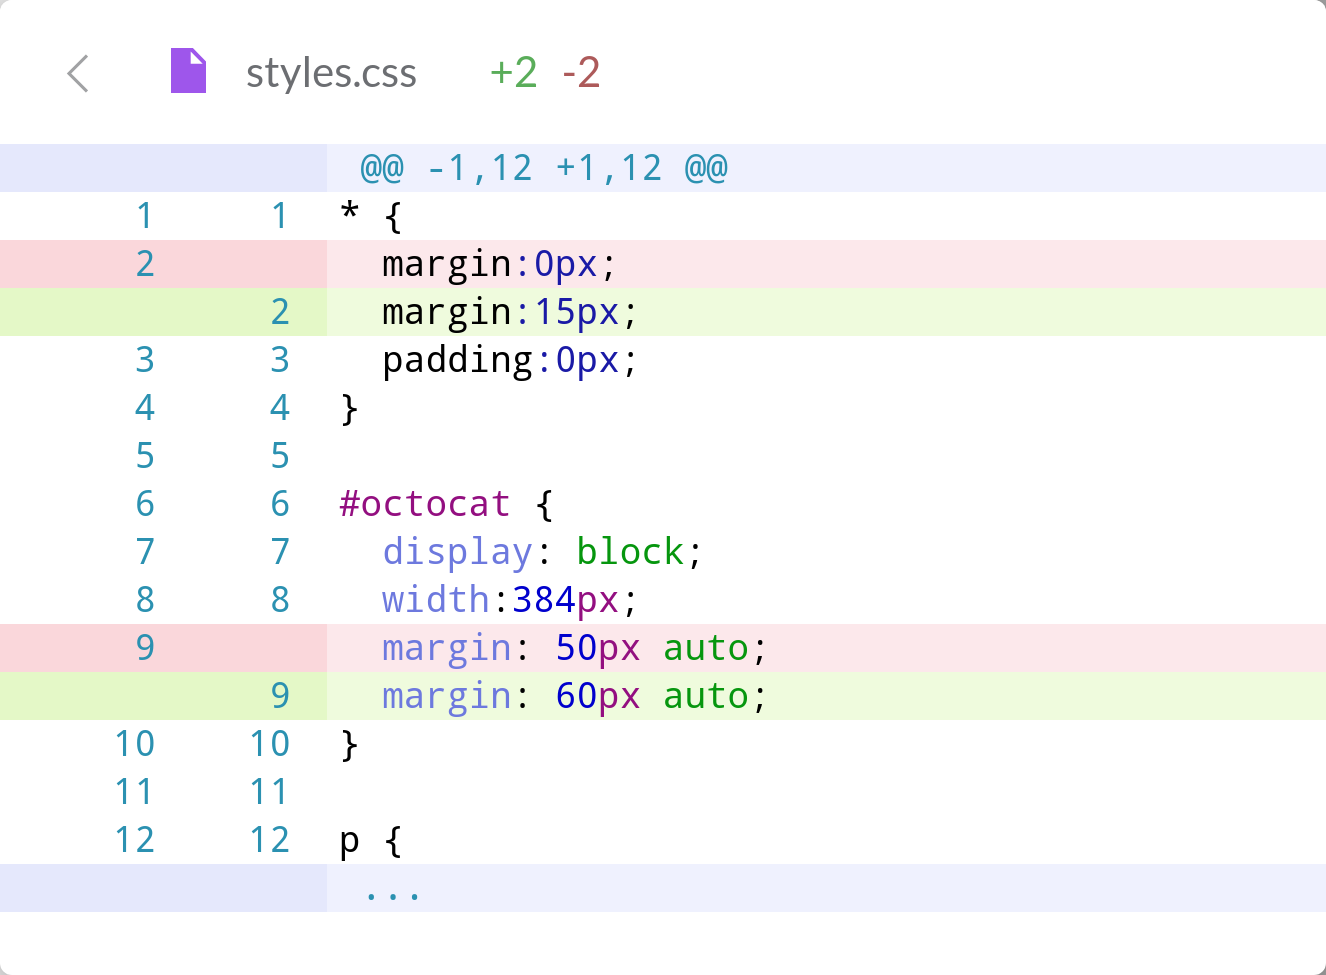 styles.css +2 -2
@@ -1,12 +1,12 @@
1 1 * {
2 margin:0px;
2 margin:15px;
3 3 padding:0px;
4 4 }
5 5
6 6 #octocat {
7 7 display: block;
8 8 width:384px;
9 margin: 50px auto;
9 margin: 60px auto;
10 10 }
11 11
12 12 p {
...